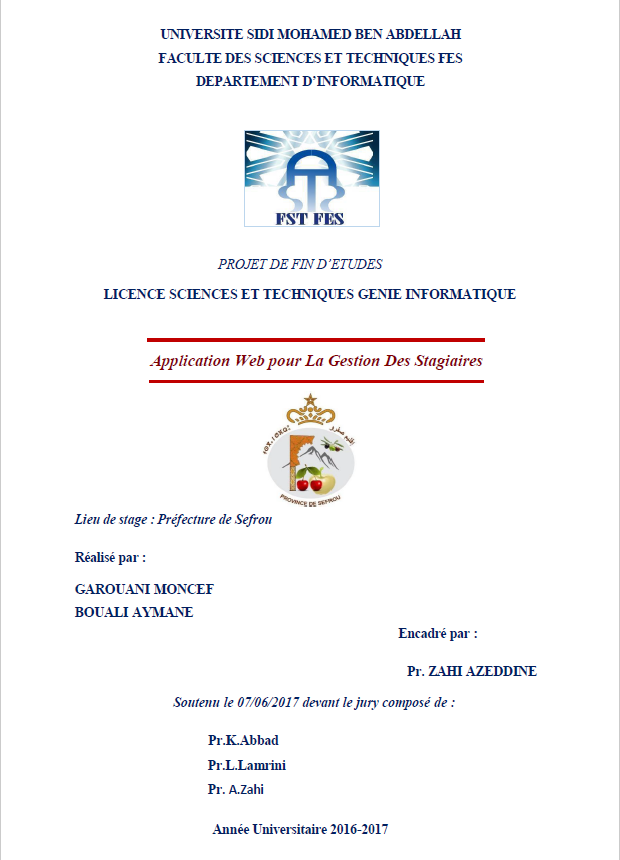 UNIVERSITE SIDI MOHAMED BEN ABDELLAH
FACULTE DES SCIENCES ET TECHNIQUES FES
DEPARTEMENT D’INFORMATIQUE
FST FES
PROJET DE FIN D’ETUDES
LICENCE SCIENCES ET TECHNIQUES GENIE INFORMATIQUE
Application Web pour La Gestion Des Stagiaires
إقليم صفرو
PROVINCE DE SEFROU
Lieu de stage : Préfecture de Sefrou
Réalisé par :
GAROUANI MONCEF
BOUALI AYMANE
Encadré par :
Pr. ZAHI AZEDDINE
Soutenu le 07/06/2017 devant le jury composé de :
Pr.K.Abbad
Pr.L.Lamrini
Pr. A.Zahi
Année Universitaire 2016-2017